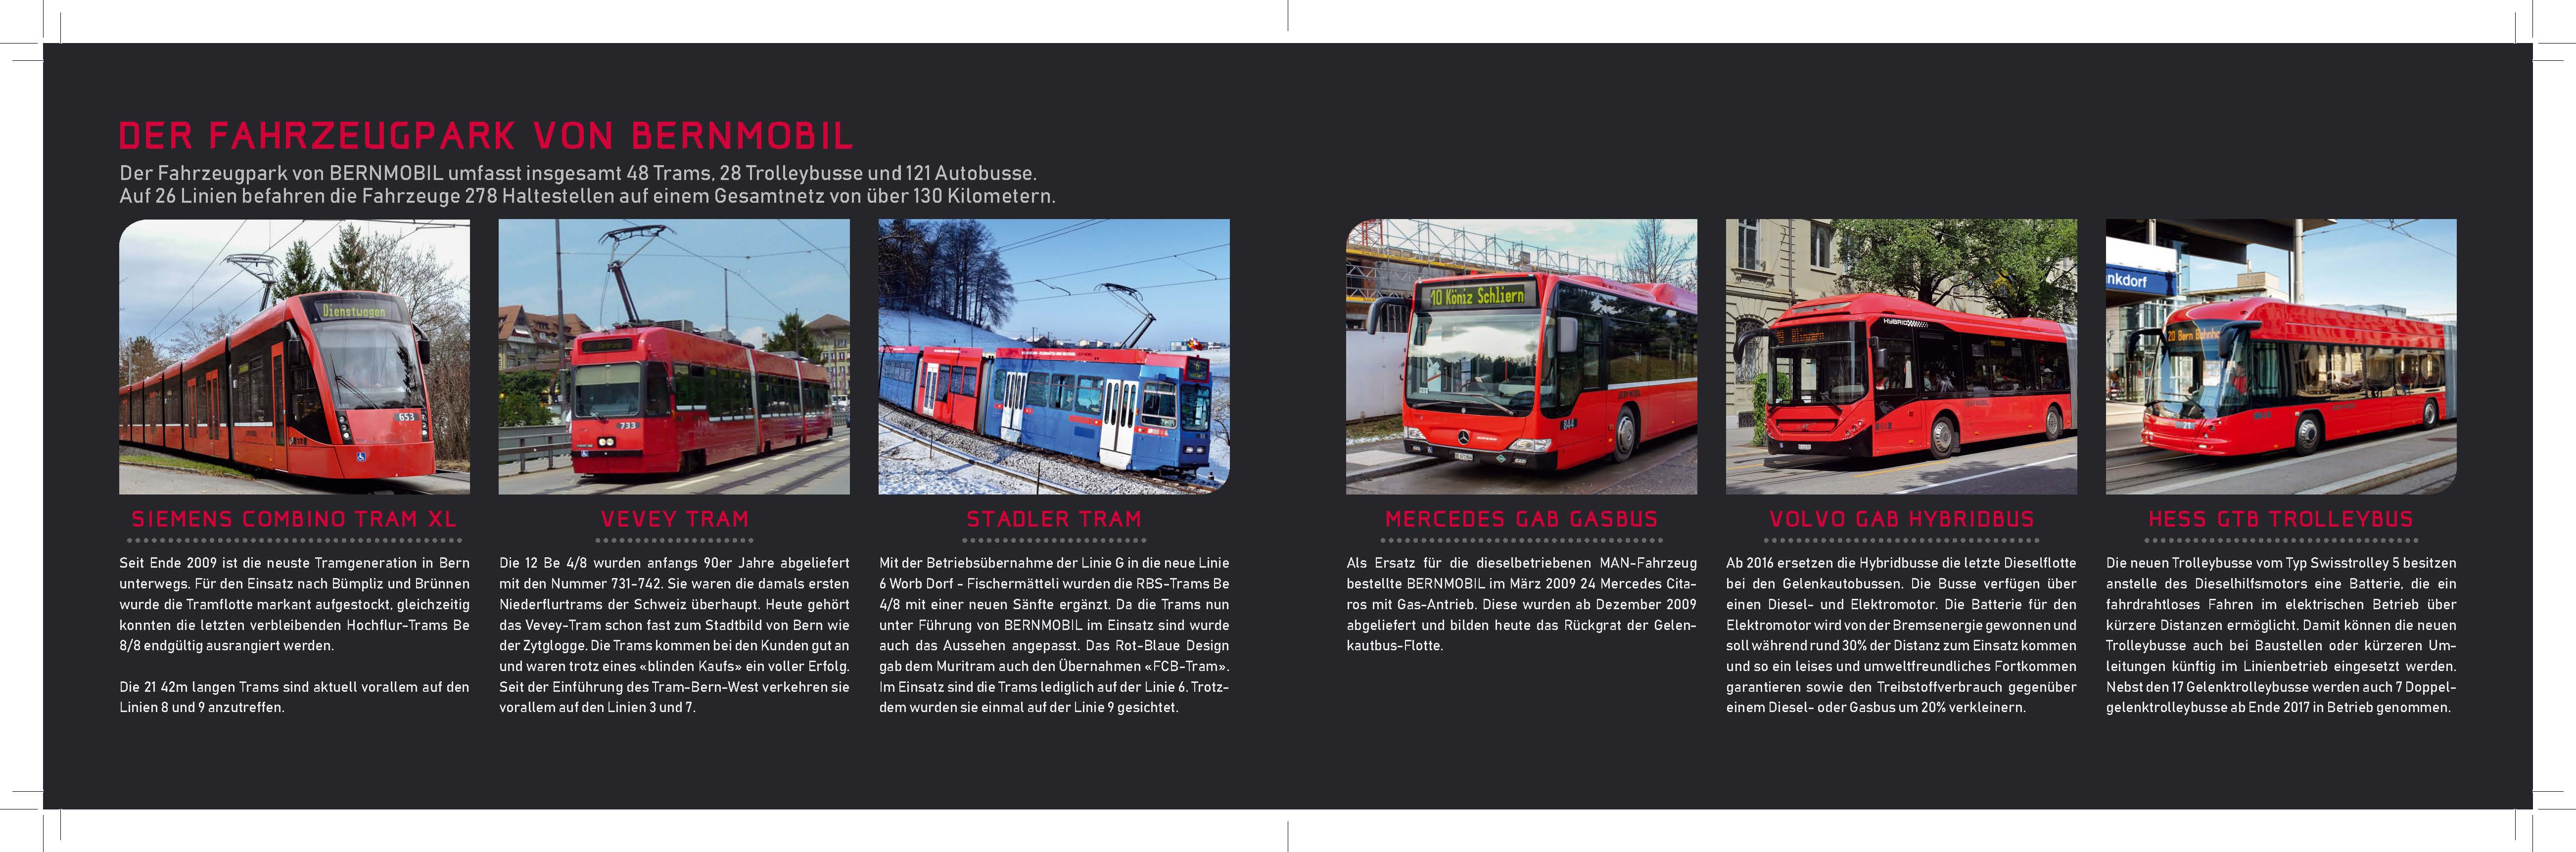 DER FAHRZEUGPARK VON BERNMOBIL
Der Fahrzeugpark von BERNMOBIL umfasst insgesamt 48 Trams, 28 Trolleybusse und 121 Autobusse.
Auf 26 Linien befahren die Fahrzeuge 278 Haltestellen auf einem Gesamtnetz von über 130 Kilometern.
Dienstwagen
653
SIEMENS COMBINO TRAM XL
Seit Ende 2009 ist die neuste Tramgeneration in Bern
unterwegs. Für den Einsatz nach Bümpliz und Brünnen
wurde die Tramflotte markant aufgestockt, gleichzeitig
konnten die letzten verbleibenden Hochflur-Trams Be
8/8 endgültig ausrangiert werden.
Die 21 42m langen Trams sind aktuell vorallem auf den
Linien 8 und 9 anzutreffen.
733
VEVEY TRAM
Die 12 Be 4/8 wurden anfangs 90er Jahre abgeliefert
mit den Nummer 731-742. Sie waren die damals ersten
Niederflurtrams der Schweiz überhaupt. Heute gehört
das Vevey-Tram schon fast zum Stadtbild von Bern wie
der Zytglogge. Die Trams kommen bei den Kunden gut an
und waren trotz eines «blinden Kaufs» ein voller Erfolg.
Seit der Einführung des Tram-Bern-West verkehren sie
vorallem auf den Linien 3 und 7.
STADLER TRAM
Mit der Betriebsübernahme der Linie G in die neue Linie
6 Worb Dorf - Fischermätteli wurden die RBS-Trams Be
4/8 mit einer neuen Sänfte ergänzt. Da die Trams nun
unter Führung von BERNMOBIL im Einsatz sind wurde
auch das Aussehen angepasst. Das Rot-Blaue Design
gab dem Muritram auch den Übernahmen «FCB-Tram».
Im Einsatz sind die Trams lediglich auf der Linie 6. Trotz-
dem wurden sie einmal auf der Linie 9 gesichtet.
10 Köniz Schliern
844
MERCEDES GAB GASBUS
Als Ersatz für die dieselbetriebenen MAN-Fahrzeug
bestellte BERNMOBIL im März 2009 24 Mercedes Cita-
ros mit Gas-Antrieb. Diese wurden ab Dezember 2009
abgeliefert und bilden heute das Rückgrat der Gelen-
kautbus-Flotte.
HYBRID
VOLVO GAB HYBRIDBUS
Ab 2016 ersetzen die Hybridbusse die letzte Dieselflotte
bei den Gelenkautobussen. Die Busse verfügen über
einen Diesel- und Elektromotor. Die Batterie für den
Elektromotor wird von der Bremsenergie gewonnen und
soll während rund 30% der Distanz zum Einsatz kommen
und so ein leises und umweltfreundliches Fortkommen
garantieren sowie den Treibstoffverbrauch gegenüber
einem Diesel- oder Gasbus um 20% verkleinern.
nkdorf
20 Bern Bahnho
HESS GTB TROLLEYBUS
Die neuen Trolleybusse vom Typ Swisstrolley 5 besitzen
anstelle des Dieselhilfsmotors eine Batterie, die ein
fahrdrahtloses Fahren im elektrischen Betrieb über
kürzere Distanzen ermöglicht. Damit können die neuen
Trolleybusse auch bei Baustellen oder kürzeren Um-
leitungen künftig im Linienbetrieb eingesetzt werden.
Nebst den 17 Gelenktrolleybusse werden auch 7 Doppel-
gelenktrolleybusse ab Ende 2017 in Betrieb genommen.